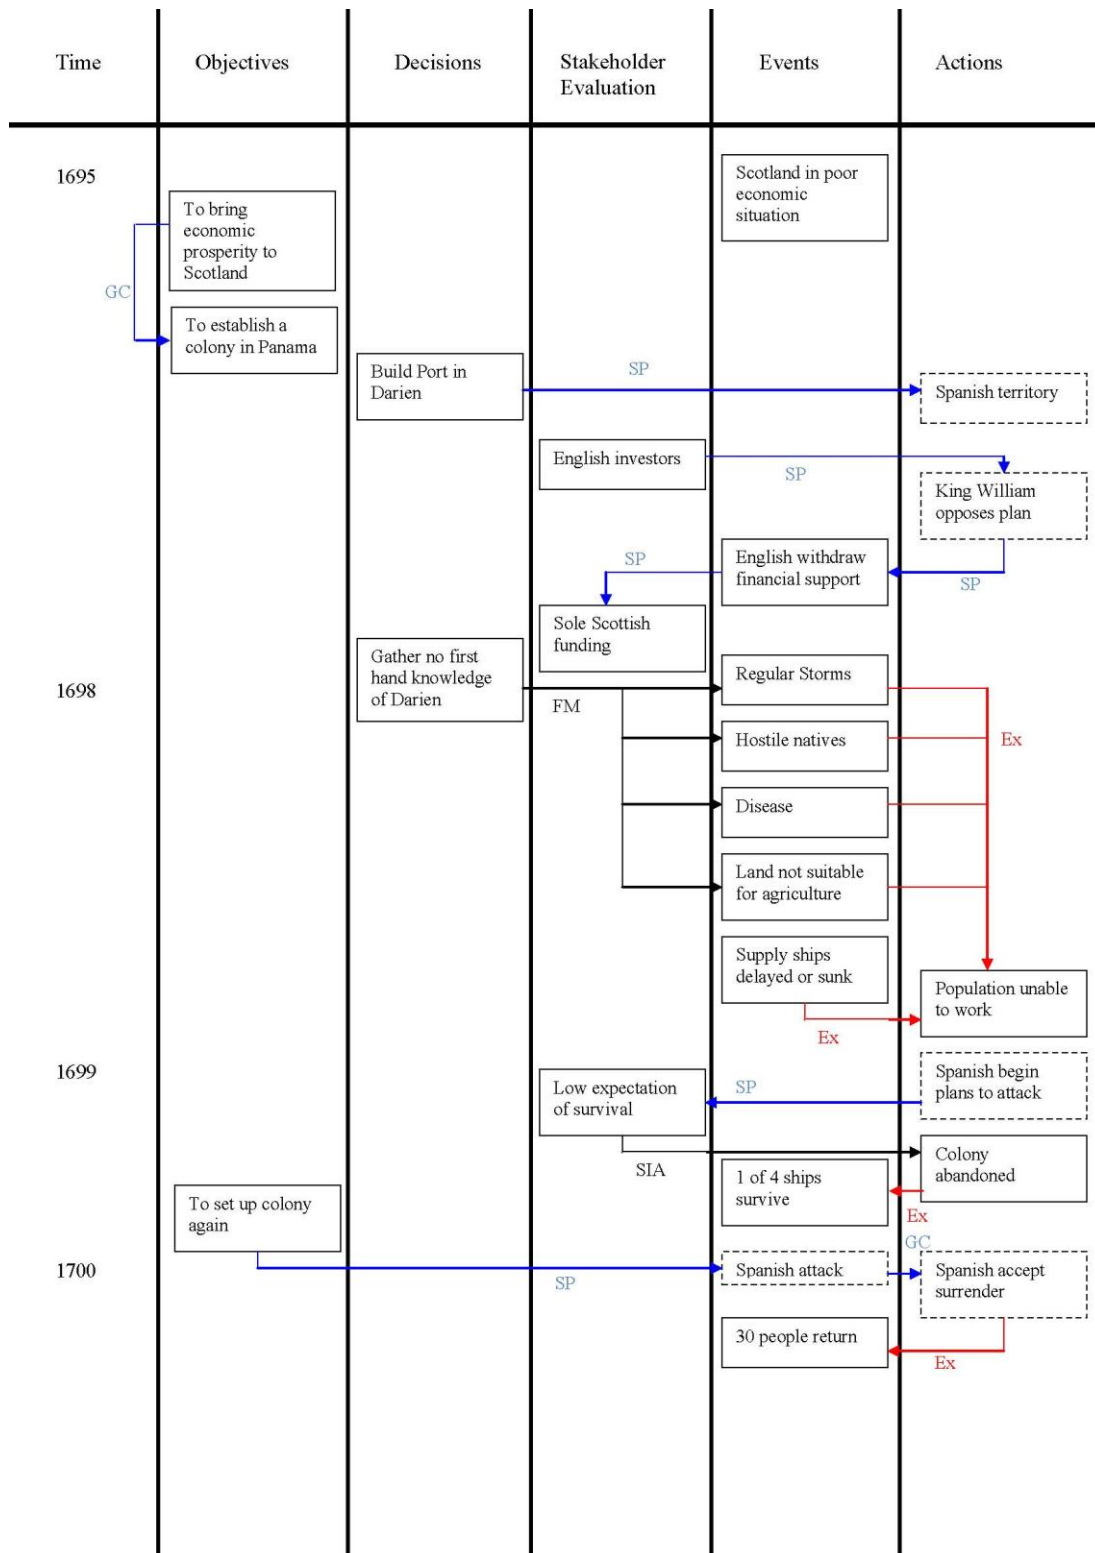 Time
Objectives
Decisions
Stakeholder
Evaluation
Events
Actions
1695
Scotland in poor
economic
situation
To bring
economic
prosperity to
Scotland
GC
To establish a
colony in Panama
Build Port in
Darien
SP
Spanish territory
English investors
SP
King William
opposes plan
English withdraw
financial support
SP
SP
Sole Scottish
funding
Gather no first
hand knowledge
of Darien
1698
FM
Regular Storms
Hostile natives
Ex
Disease
Land not suitable
for agriculture
Supply ships
delayed or sunk
Population unable
to work
Ex
1699
Low expectation
of survival
SP
Spanish begin
plans to attack
SIA
Colony
abandoned
1 of 4 ships
survive
Ex
To set up colony
again
GC
1700
SP
Spanish attack
Spanish accept
surrender
30 people return
Ex